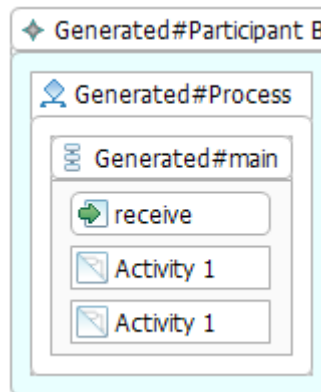 Generated#Participant B
Generated#Process
Generated#main
receive
Activity 1
Activity 1